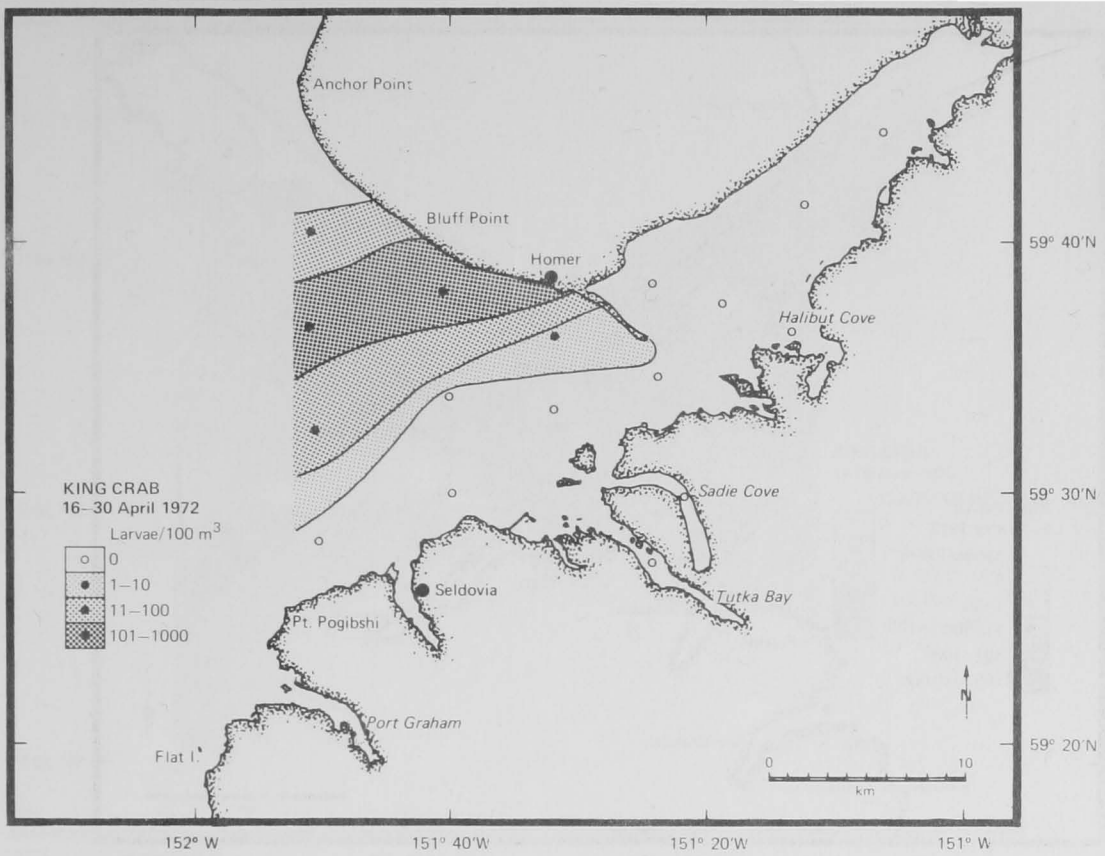 Anchor Point
Bluff Point
Homer
59° 40'N
Halibut Cove
KING CRAB
16–30 April 1972
Larvae/100 m³
0
1–10
11–100
101–1000
Sadie Cove
59° 30'N
Seldovia
Tutka Bay
Pt. Pogibshi
N
Port Graham
Flat I.
59° 20'N
0 10
km
152° W
151° 40'W
151° 20'W
151° W